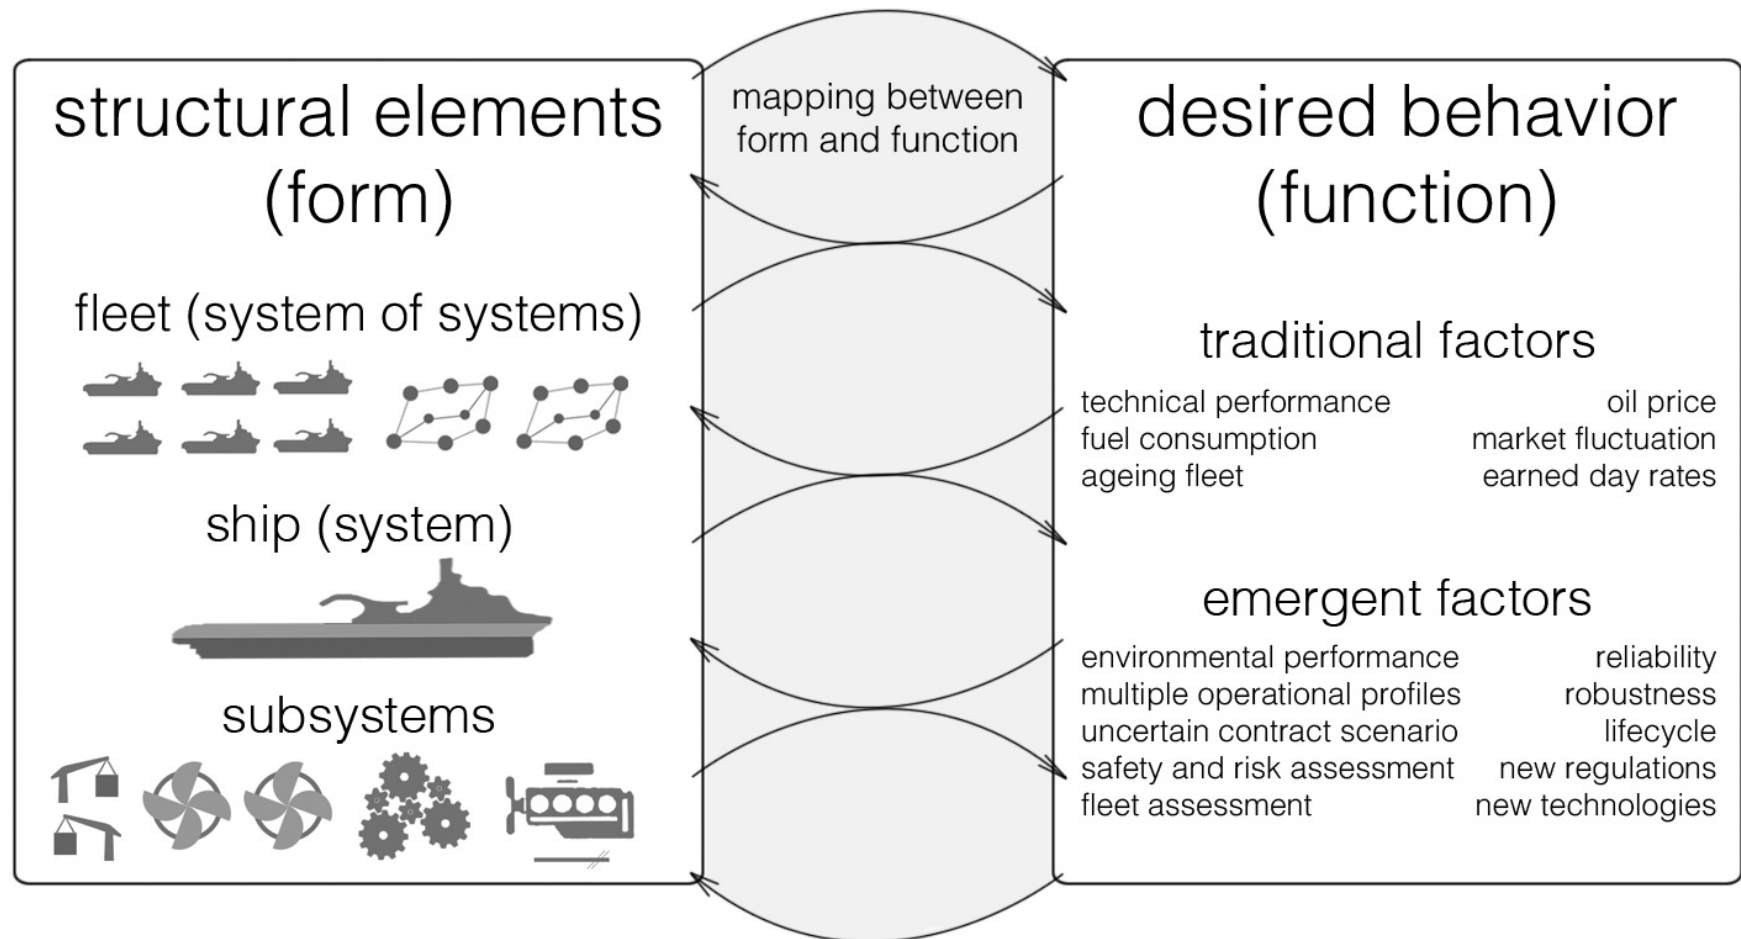 structural elements
(form)
fleet (system of systems)
ship (system)
subsystems
mapping between
form and function
desired behavior
(function)
traditional factors
technical performance
fuel consumption
ageing fleet
oil price
market fluctuation
earned day rates
emergent factors
environmental performance
multiple operational profiles
uncertain contract scenario
safety and risk assessment
fleet assessment
reliability
robustness
lifecycle
new regulations
new technologies